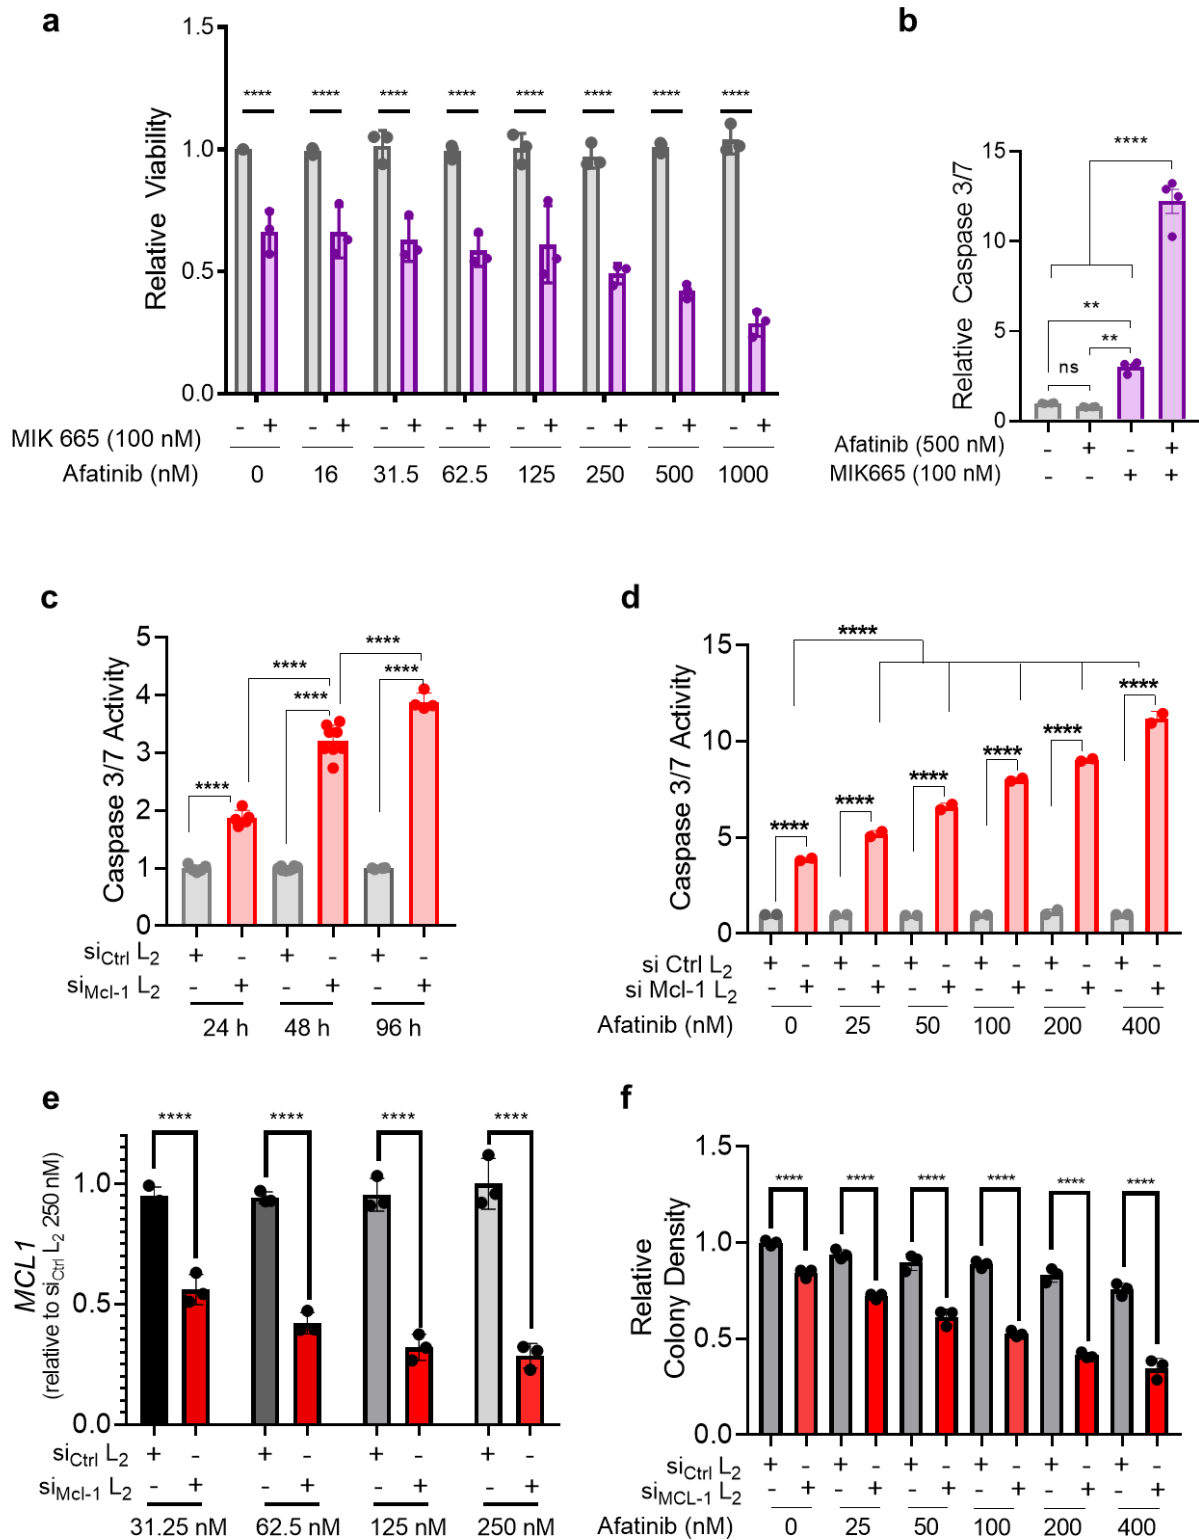 a
Relative Viability
1.5
1.0
0.5
0.0
**** **** **** **** **** **** **** ****
MIK 665 (100 nM) - + - + - + - + - + - + - + - +
Afatinib (nM) 0 16 31.5 62.5 125 250 500 1000
b
Relative Caspase 3/7
15
10
5
0
****
**
**
ns
Afatinib (500 nM) - + - +
MIK665 (100 nM) - - + +
c
Caspase 3/7 Activity
5
4
3
2
1
0
****
****
****
****
****
siCtrl L2 + - + - + -
siMcl-1 L2 - + - + - +
24 h 48 h 96 h
d
Caspase 3/7 Activity
15
10
5
0
****
****
****
****
****
****
****
si Ctrl L2 + - + - + - + - + - + -
si Mcl-1 L2 - + - + - + - + - + - +
Afatinib (nM) 0 25 50 100 200 400
e
MCL1
(relative to siCtrl L2 250 nM)
1.0
0.5
0.0
**** **** **** ****
siCtrl L2 + - + - + - + -
siMcl-1 L2 - + - + - + - +
31.25 nM 62.5 nM 125 nM 250 nM
f
Relative
Colony Density
1.5
1.0
0.5
0.0
**** **** **** **** **** ****
siCtrl L2 + - + - + - + - + - + -
siMCL-1 L2 - + - + - + - + - + - +
Afatinib (nM) 0 25 50 100 200 400